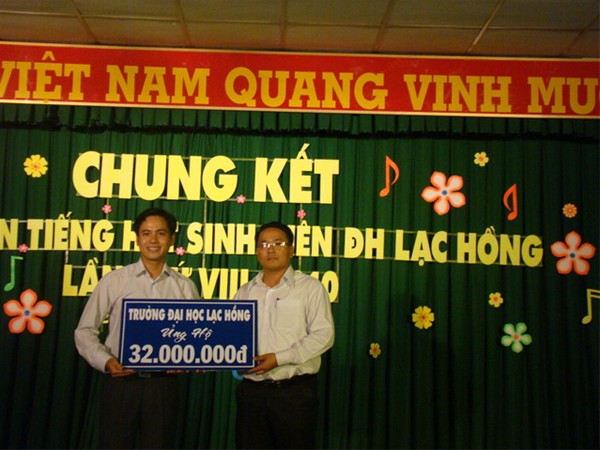 VIỆT NAM QUANG VINH MU
CHUNG KẾT
N TIẾNG H SINH ĐH LẠC HỒNG
LẦN VIII
TRƯỜNG ĐẠI HỌC LẠC HỒNG
Ủng Hộ
32.000.000đ